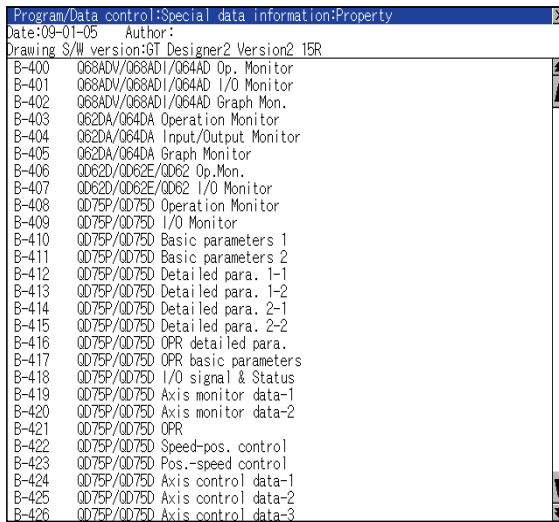 Program/Data control:Special data information:Property
Date:09-01-05 Author:
Drawing S/W version:GT Designer2 Version2 15R
B-400 Q68ADV/Q68ADI/Q64AD Op. Monitor
B-401 Q68ADV/Q68ADI/Q64AD I/O Monitor
B-402 Q68ADV/Q68ADI/Q64AD Graph Mon.
B-403 Q62DA/Q64DA Operation Monitor
B-404 Q62DA/Q64DA Input/Output Monitor
B-405 Q62DA/Q64DA Graph Monitor
B-406 QD62D/QD62E/QD62 Op.Mon.
B-407 QD62D/QD62E/QD62 I/O Monitor
B-408 QD75P/QD75D Operation Monitor
B-409 QD75P/QD75D I/O Monitor
B-410 QD75P/QD75D Basic parameters 1
B-411 QD75P/QD75D Basic parameters 2
B-412 QD75P/QD75D Detailed para. 1-1
B-413 QD75P/QD75D Detailed para. 1-2
B-414 QD75P/QD75D Detailed para. 2-1
B-415 QD75P/QD75D Detailed para. 2-2
B-416 QD75P/QD75D OPR detailed para.
B-417 QD75P/QD75D OPR basic parameters
B-418 QD75P/QD75D I/O signal & Status
B-419 QD75P/QD75D Axis monitor data-1
B-420 QD75P/QD75D Axis monitor data-2
B-421 QD75P/QD75D OPR
B-422 QD75P/QD75D Speed-pos. control
B-423 QD75P/QD75D Pos.-speed control
B-424 QD75P/QD75D Axis control data-1
B-425 QD75P/QD75D Axis control data-2
B-426 QD75P/QD75D Axis control data-3